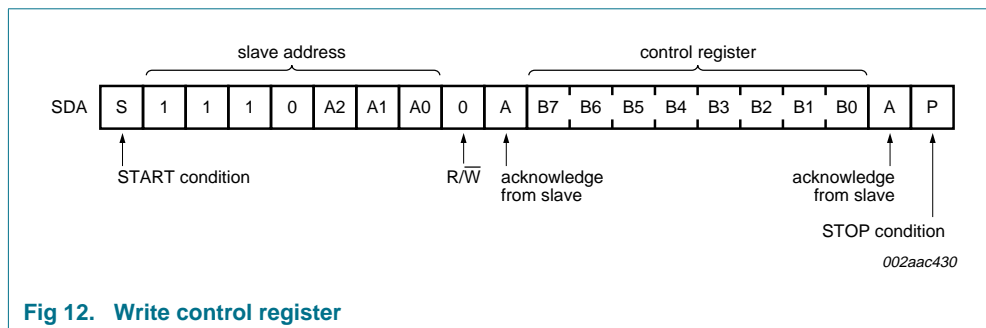 slave address control register
SDA S 1 1 1 0 A2 A1 A0 0 A B7 B6 B5 B4 B3 B2 B1 B0 A P
START condition R/W̅ acknowledge from slave acknowledge from slave
STOP condition
002aac430
Fig 12. Write control register